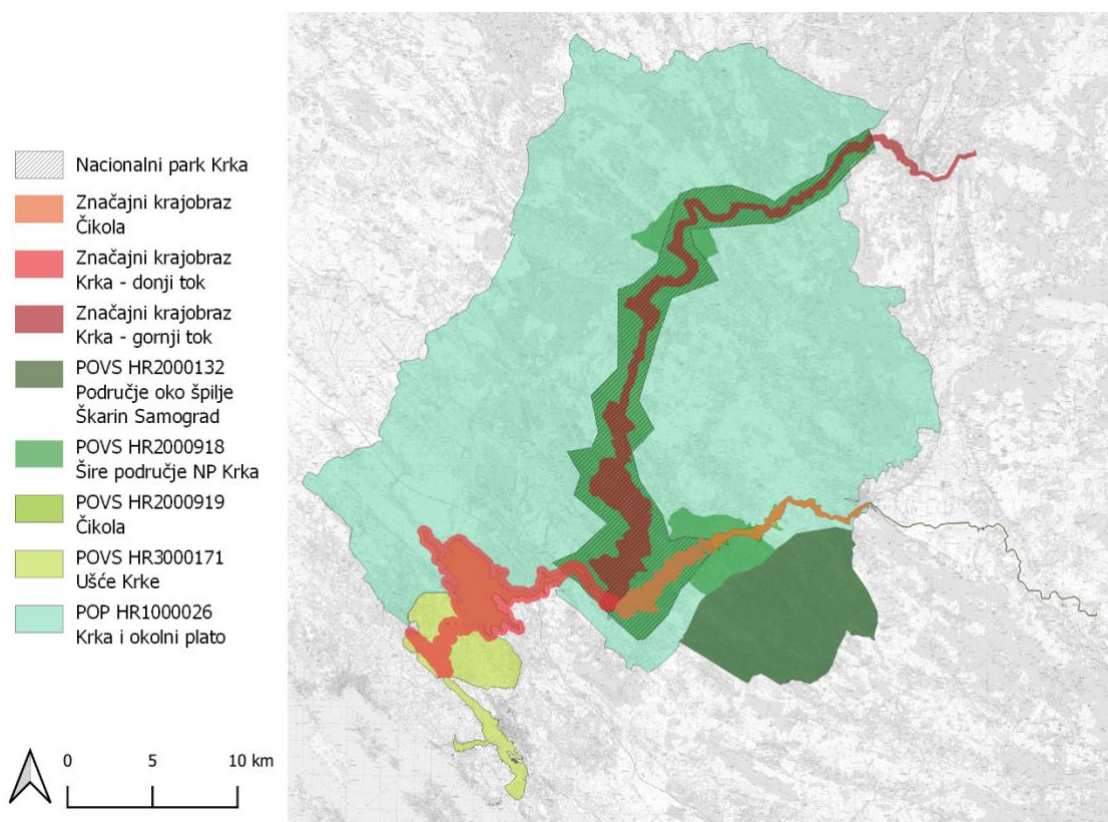 Nacionalni park Krka
Značajni krajobraz
Čikola
Značajni krajobraz
Krka - donji tok
Značajni krajobraz
Krka - gornji tok
POVS HR2000132
Područje oko špilje
Škarin Samograd
POVS HR2000918
Šire područje NP Krka
POVS HR2000919
Čikola
POVS HR3000171
Ušće Krke
POP HR1000026
Krka i okolni plato
0 5 10 km